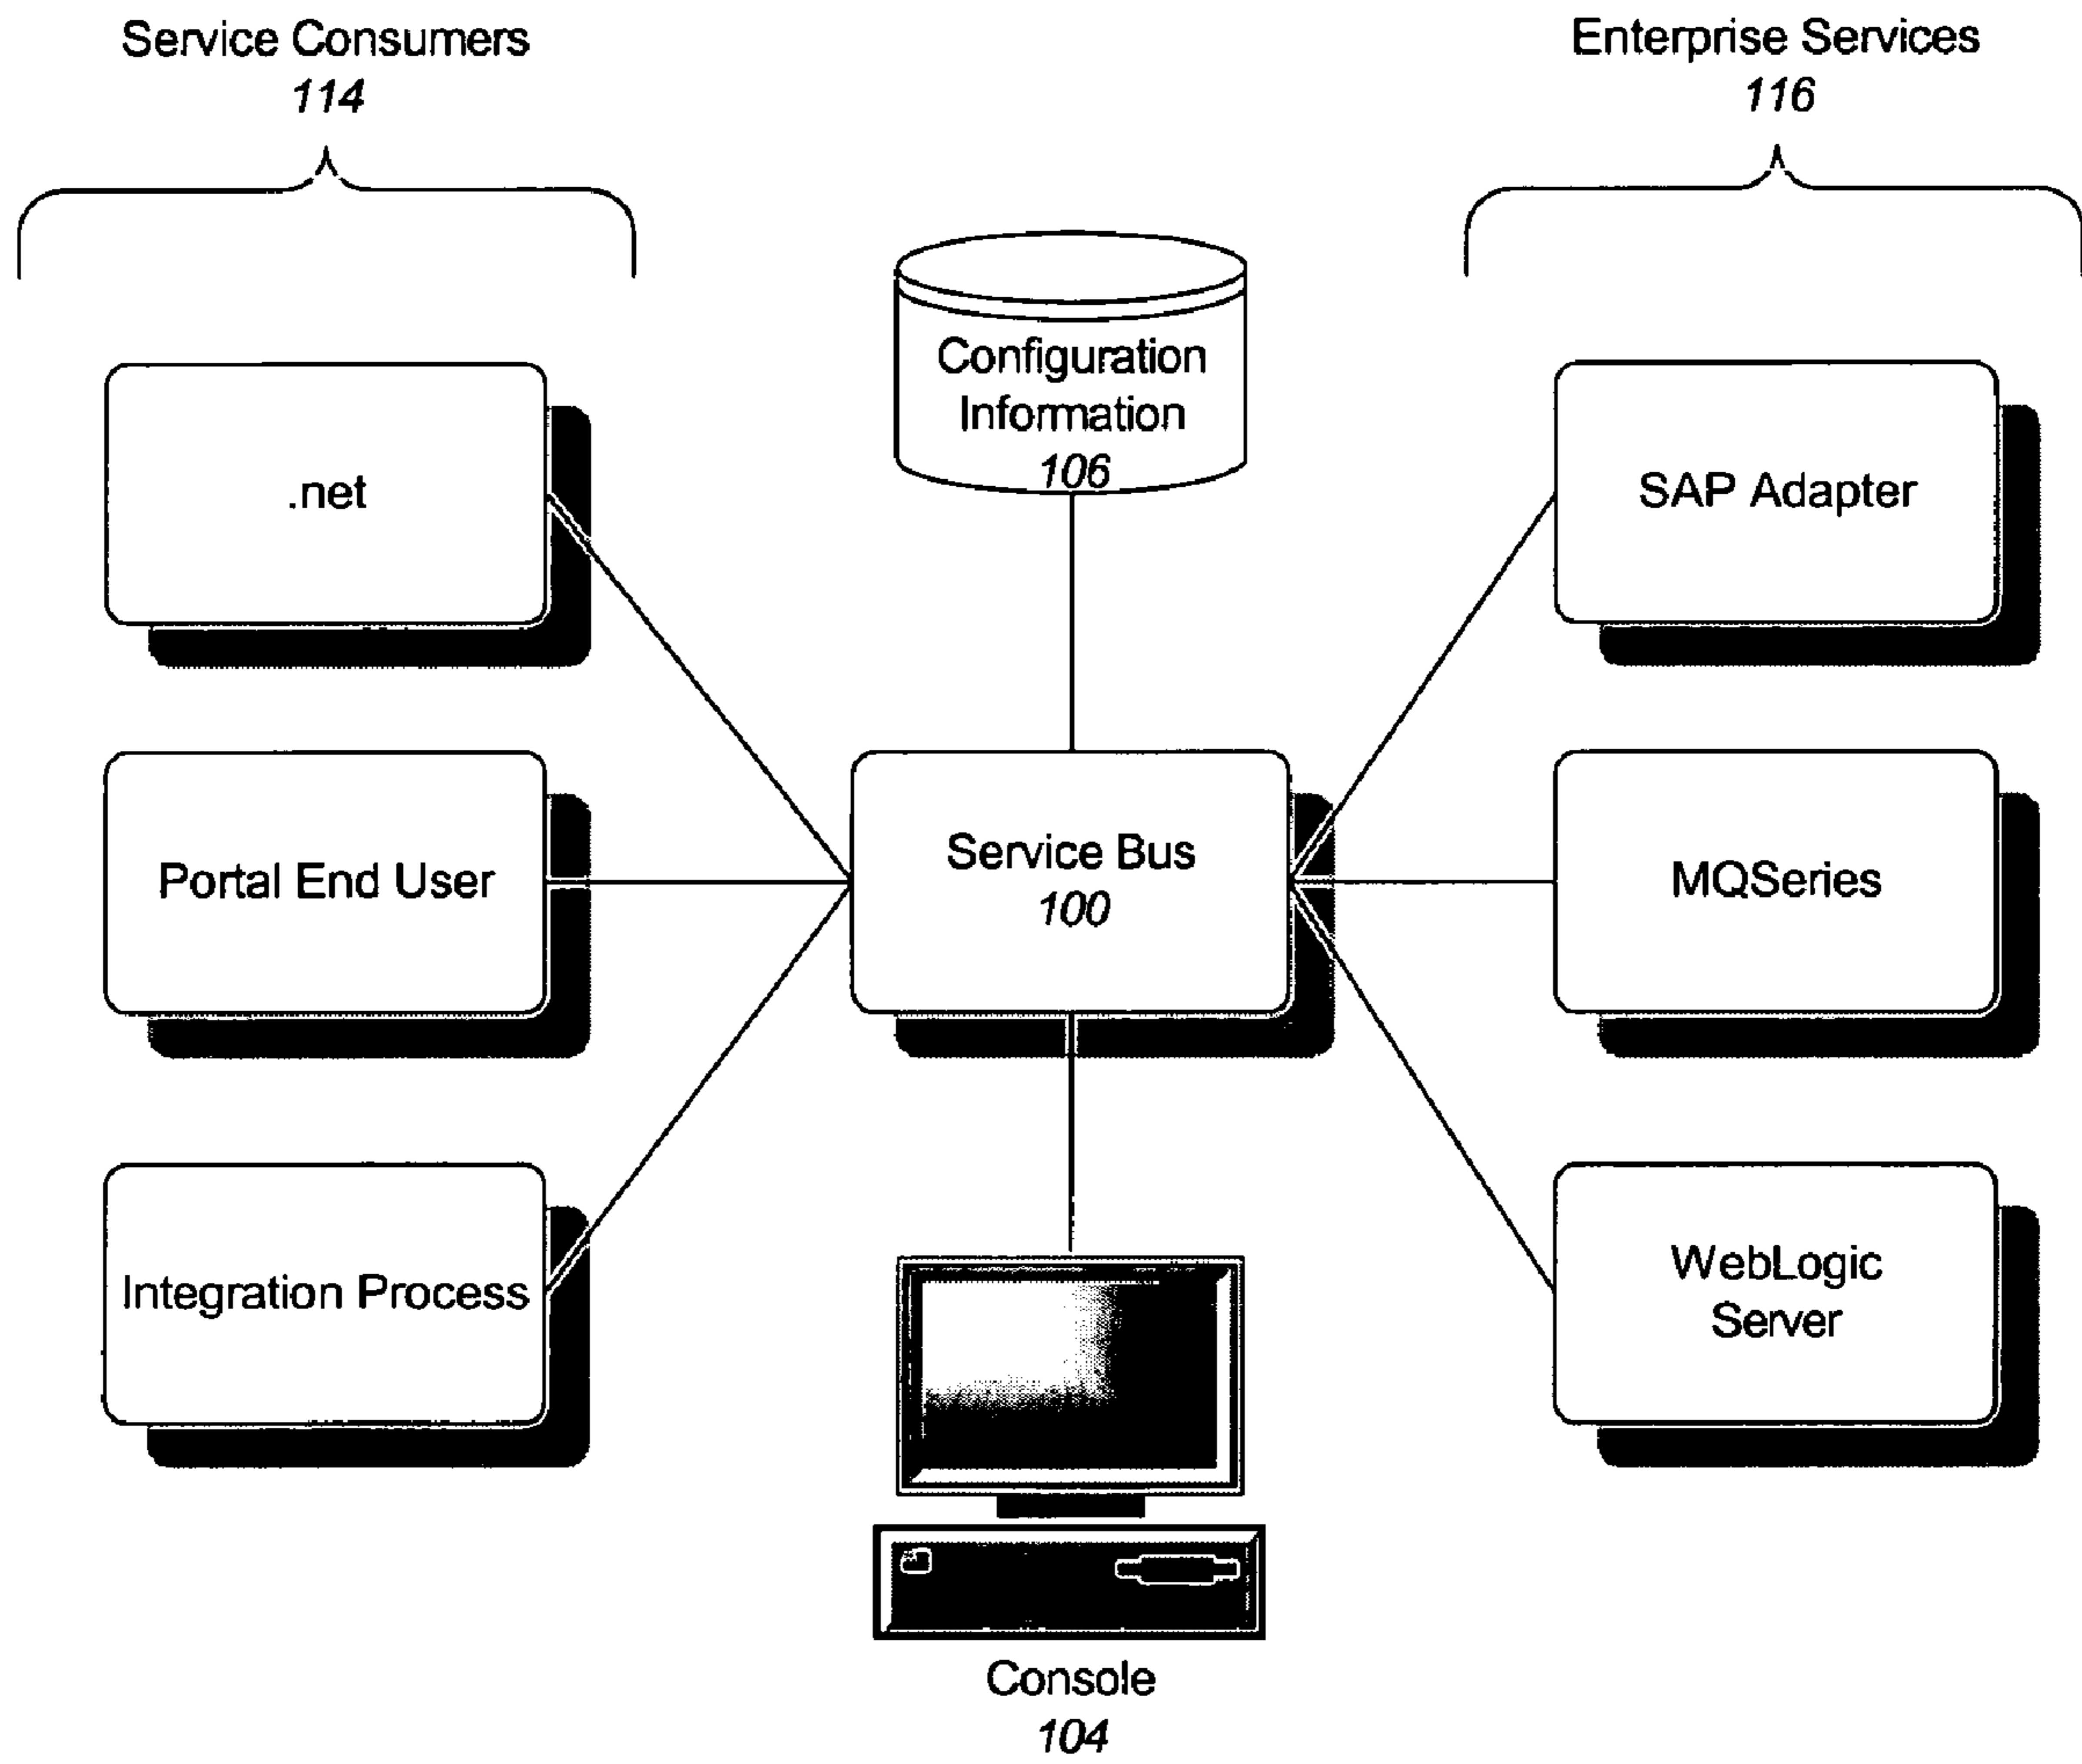 Service Consumers
114
Enterprise Services
116
Configuration
Information
106
.net
SAP Adapter
Portal End User
Service Bus
100
MQSeries
Integration Process
WebLogic
Server
Console
104